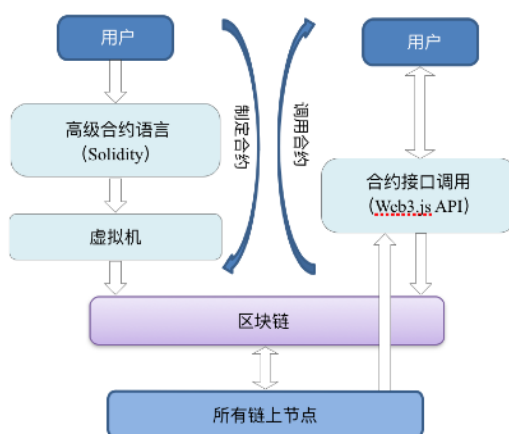 用户
用户
制定合约
调用合约
高级合约语言
（Solidity）
合约接口调用
（Web3.js API）
虚拟机
区块链
所有链上节点